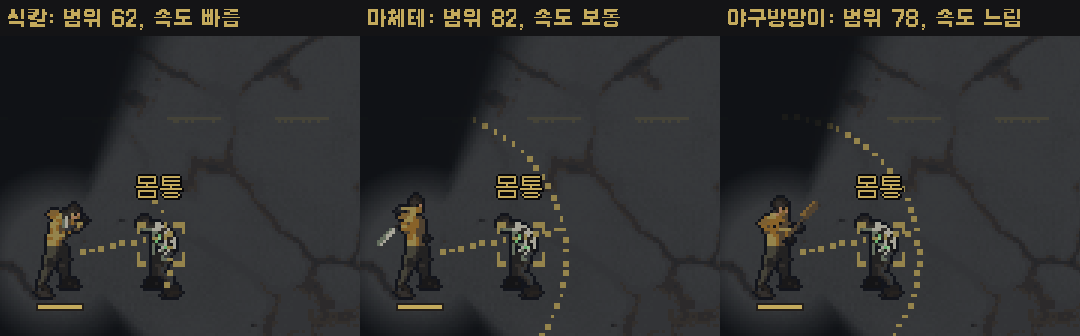 식칼: 범위 62, 속도 빠름
마체테: 범위 82, 속도 보통
야구방망이: 범위 78, 속도 느림
몸통
몸통
몸통